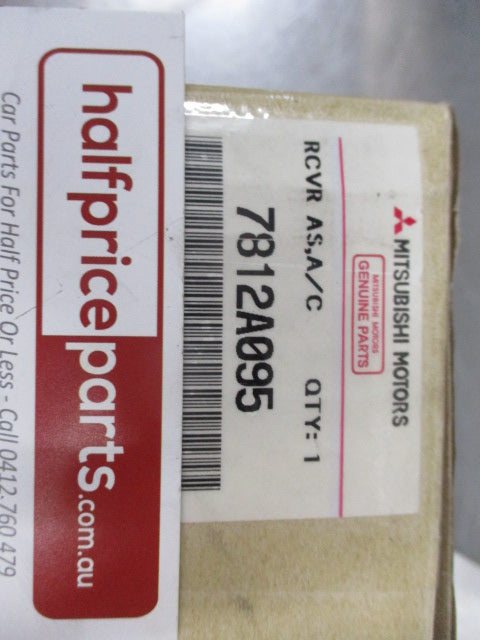 MITSUBISHI MOTORS
MITSUBISHI MOTORS
GENUINE PARTS
RCVR AS,A/C QTY: 1
7812A095
halfpriceparts.com.au
Car Parts For Half Price Or Less - Call 0412 760 479